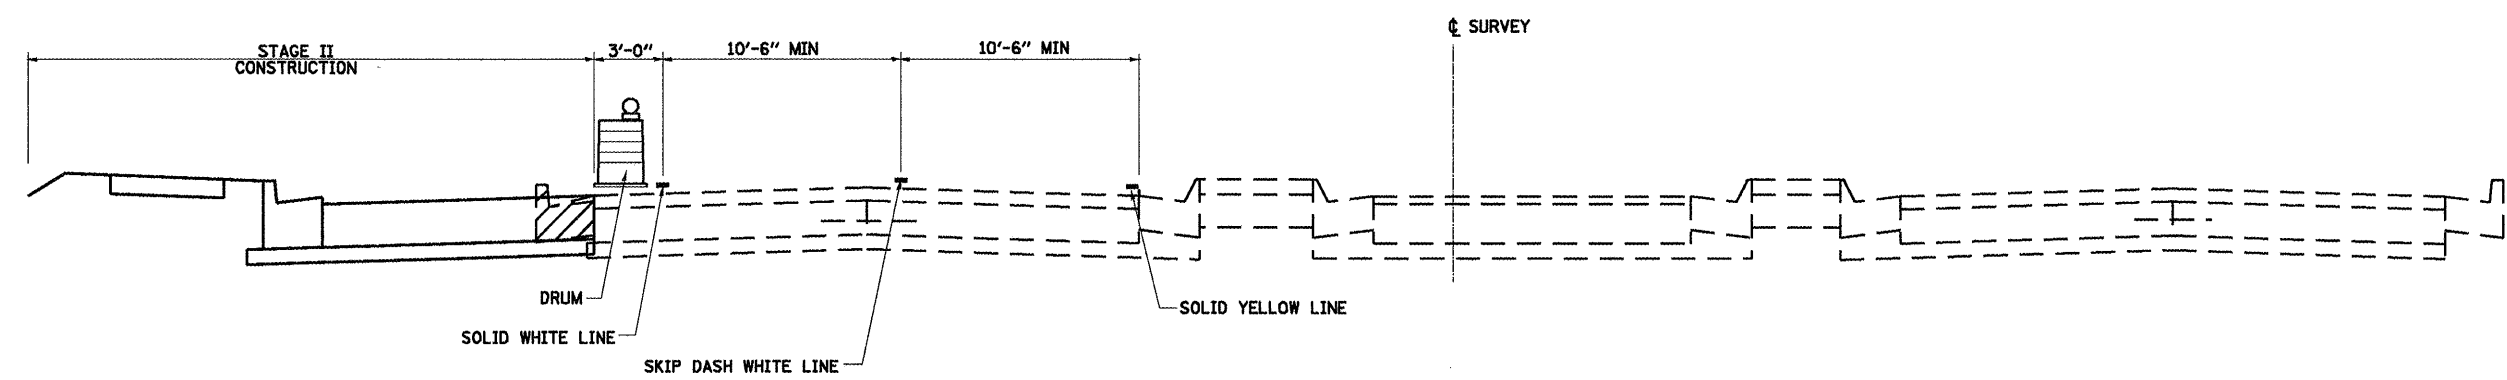 ℄ SURVEY
STAGE II
CONSTRUCTION
3'-0"
10'-6" MIN
10'-6" MIN
DRUM
SOLID WHITE LINE
SKIP DASH WHITE LINE
SOLID YELLOW LINE